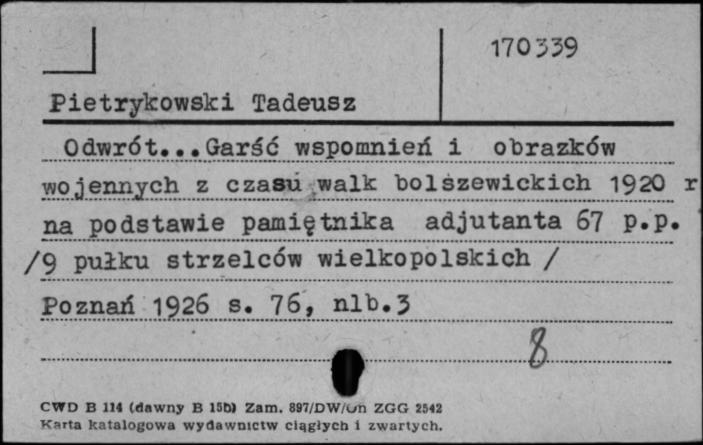 170339
Pietrykowski Tadeusz
Odwrót...Garść wspomnień i obrazków
wojennych z czasu walk bolszewickich 1920 r
na podstawie pamiętnika adjutanta 67 p.p.
/9 pułku strzelców wielkopolskich /
Poznań 1926 s. 76, nlb.3
8
CWD B 114 (dawny B 15b) Zam. 897/DW/Gn ZGG 2542
Karta katalogowa wydawnictw ciągłych i zwartych.